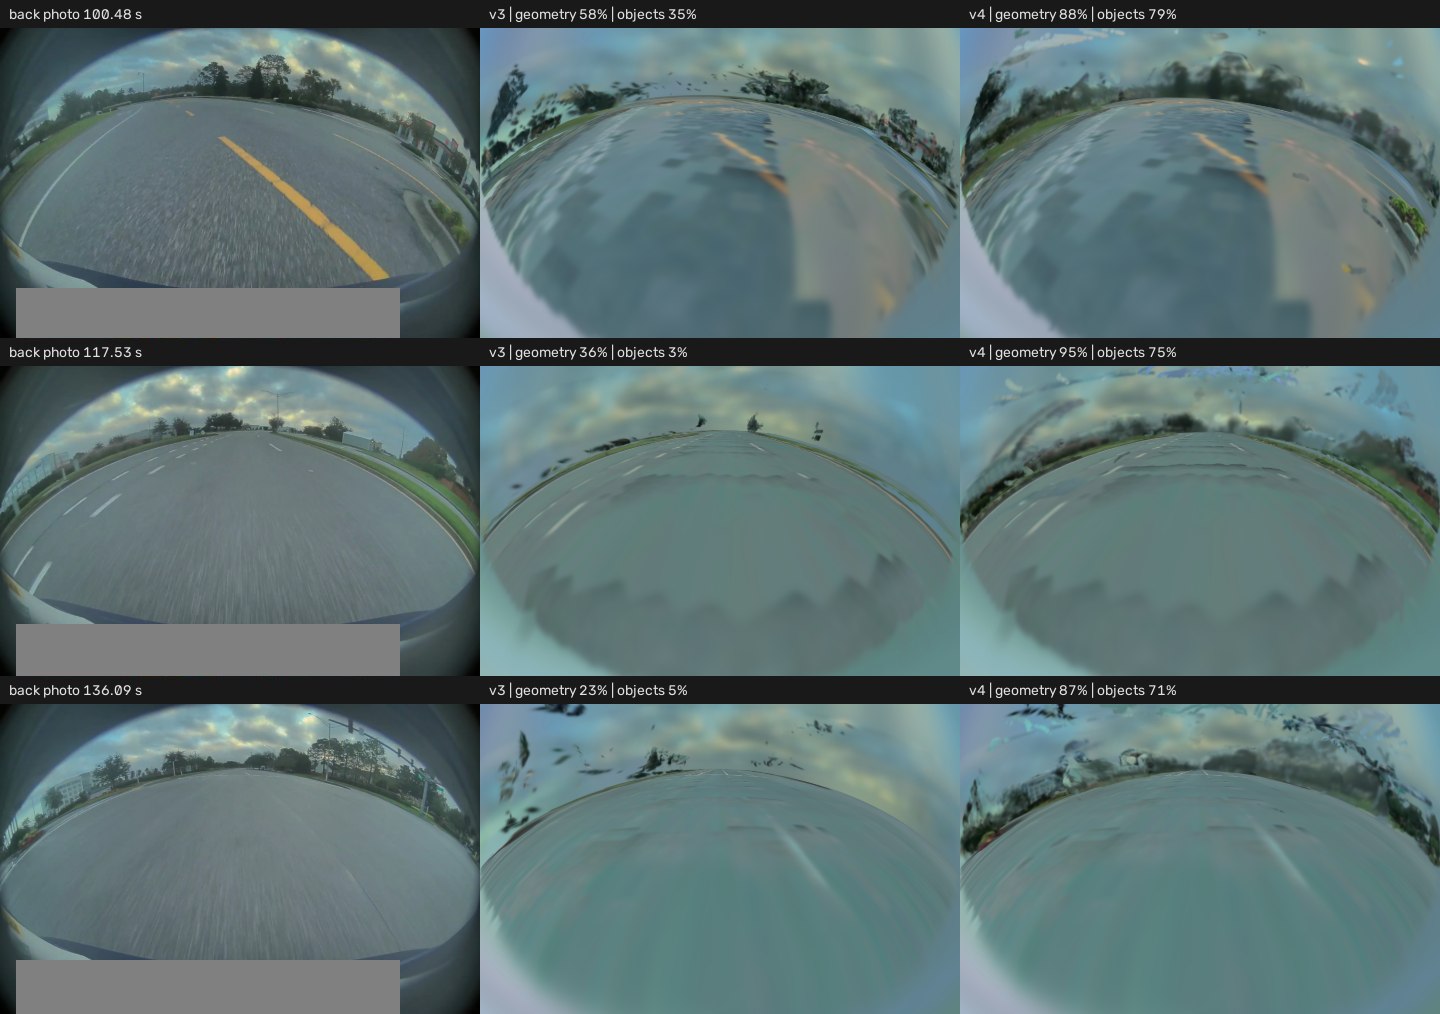 back photo 100.48 s
v3 | geometry 58% | objects 35%
v4 | geometry 88% | objects 79%
back photo 117.53 s
v3 | geometry 36% | objects 3%
v4 | geometry 95% | objects 75%
back photo 136.09 s
v3 | geometry 23% | objects 5%
v4 | geometry 87% | objects 71%